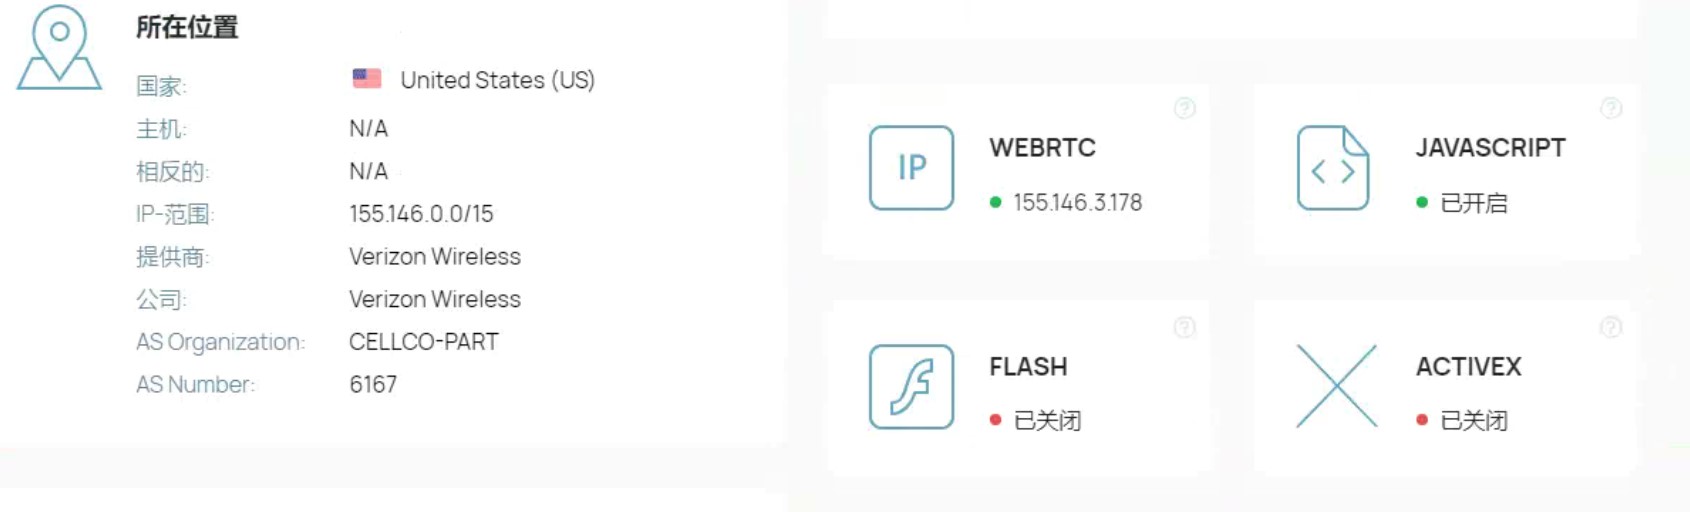 所在位置
国家: United States (US)
主机: N/A
相反的: N/A
IP-范围: 155.146.0.0/15
提供商: Verizon Wireless
公司: Verizon Wireless
AS Organization: CELLCO-PART
AS Number: 6167
IP
WEBRTC
155.146.3.178
?
JAVASCRIPT
已开启
?
FLASH
已关闭
?
ACTIVEX
已关闭
?